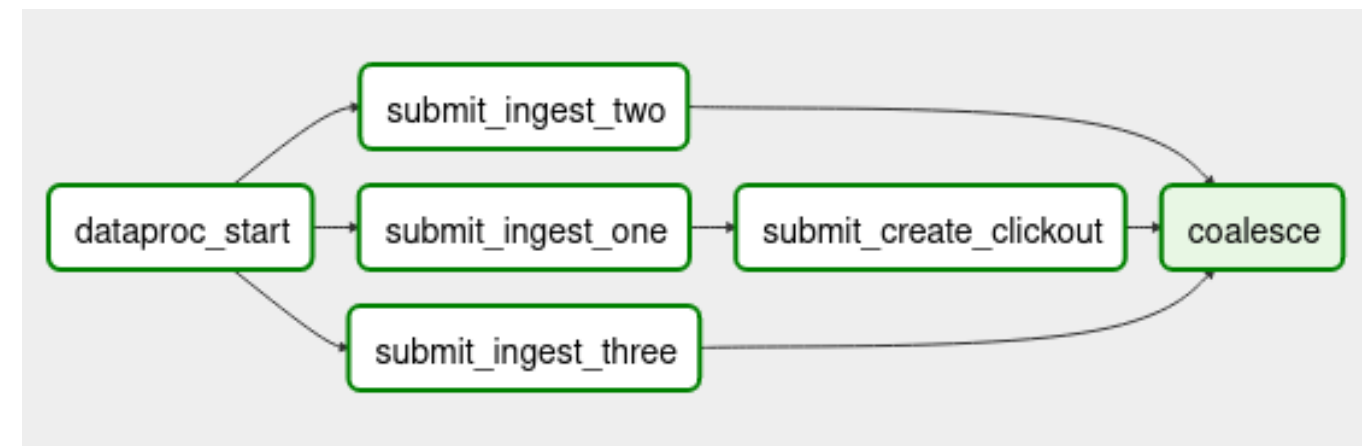 submit_ingest_two
dataproc_start
submit_ingest_one
submit_create_clickout
coalesce
submit_ingest_three